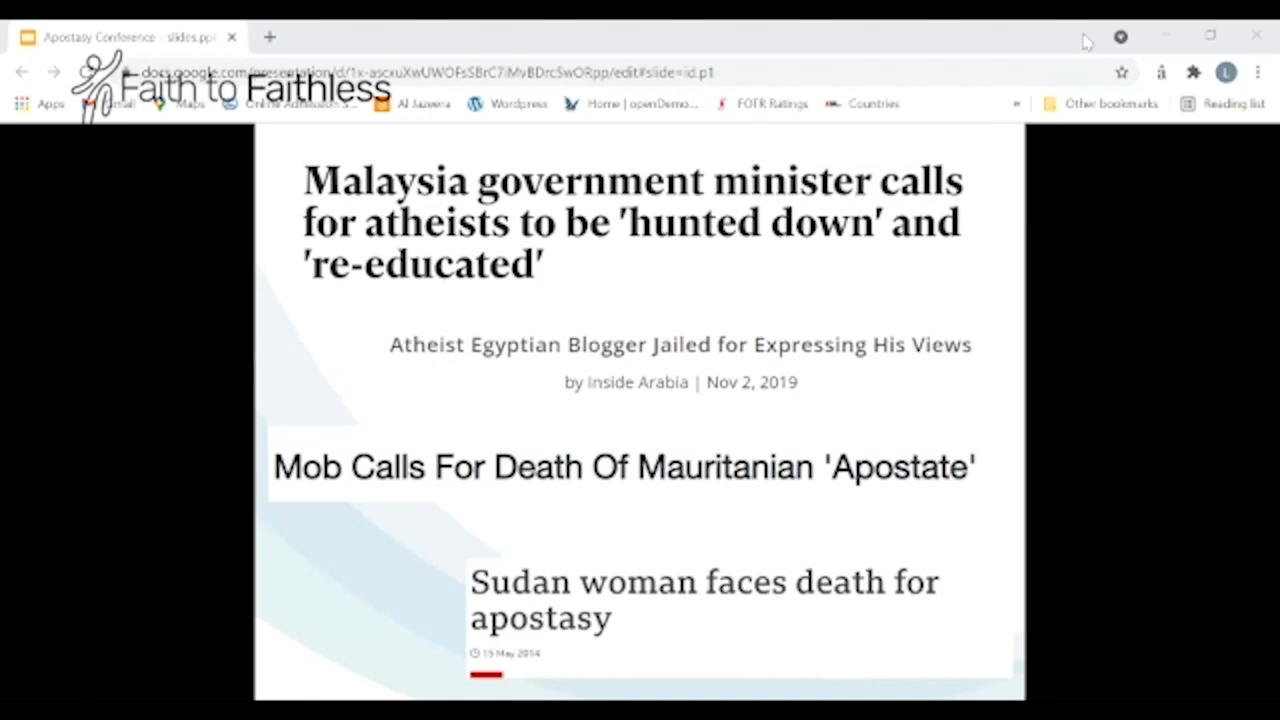 Apostasy Conference - slides.ppt
Faith to Faithless
Apps
Maps
Al Jazeera
Wordpress
Home | openDemo...
FOTR Ratings
Countries
»
Other bookmarks
Reading list
L
Malaysia government minister calls
for atheists to be 'hunted down' and
're-educated'
Atheist Egyptian Blogger Jailed for Expressing His Views
by Inside Arabia | Nov 2, 2019
Mob Calls For Death Of Mauritanian 'Apostate'
Sudan woman faces death for
apostasy
15 May 2014